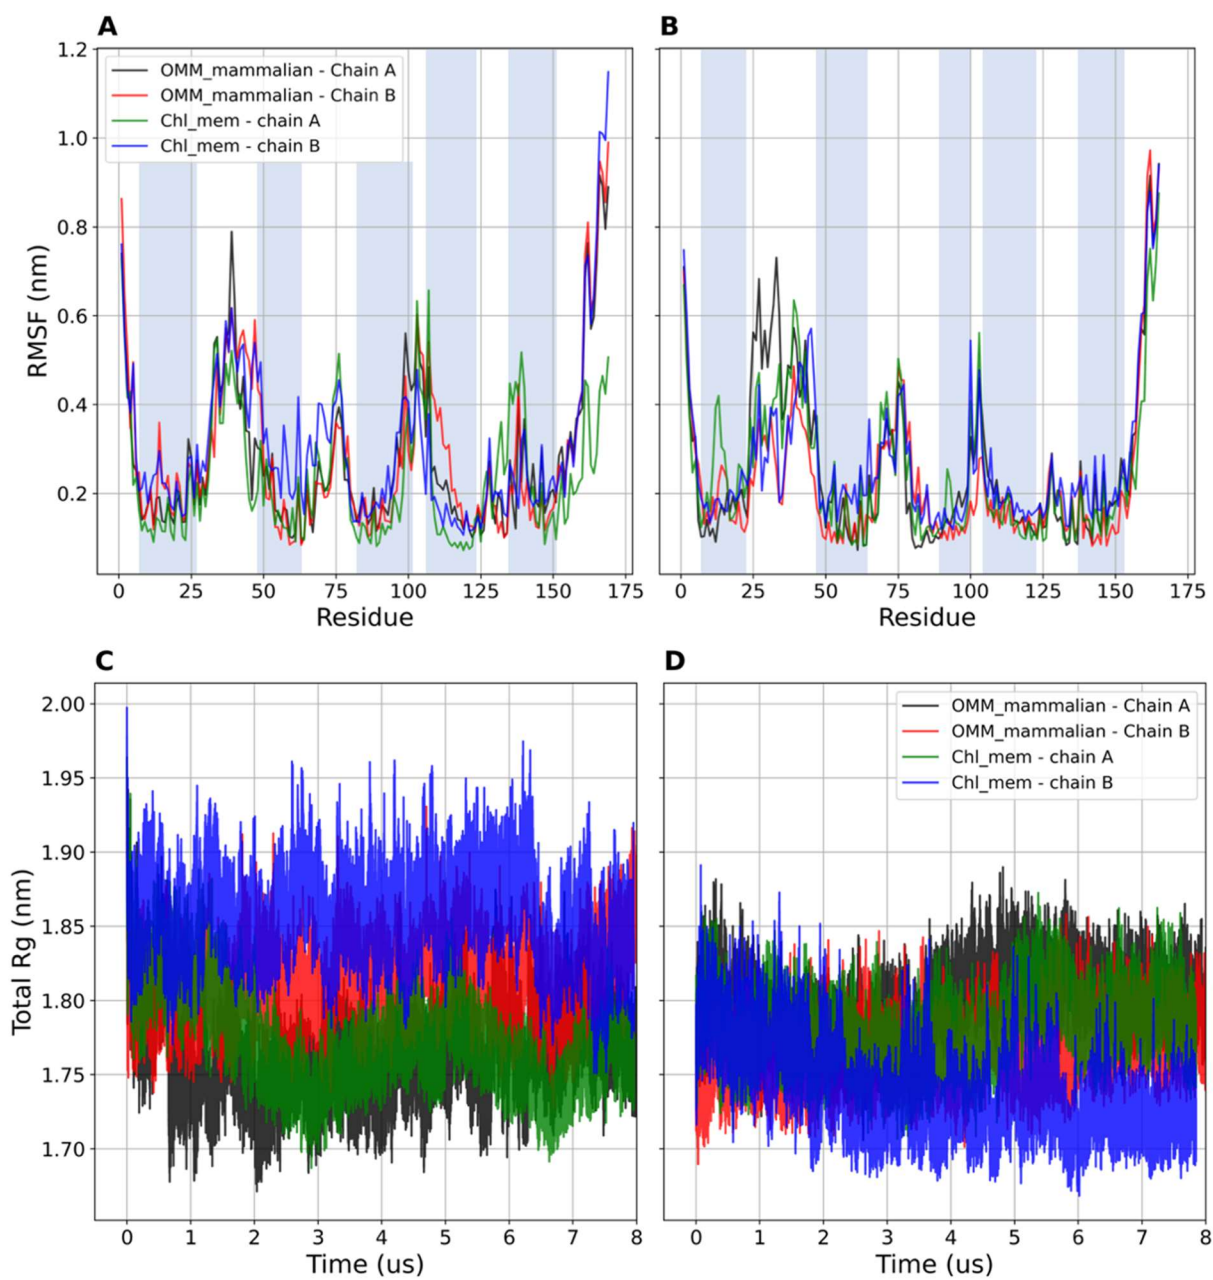 A
B
1.2
1.0
0.8
0.6
0.4
0.2
RMSF (nm)
OMM_mammalian - Chain A
OMM_mammalian - Chain B
Chl_mem - chain A
Chl_mem - chain B
0 25 50 75 100 125 150 175
0 25 50 75 100 125 150 175
Residue
Residue
C
D
2.00
1.95
1.90
1.85
1.80
1.75
1.70
Total Rg (nm)
OMM_mammalian - Chain A
OMM_mammalian - Chain B
Chl_mem - chain A
Chl_mem - chain B
0 1 2 3 4 5 6 7 8
0 1 2 3 4 5 6 7 8
Time (us)
Time (us)